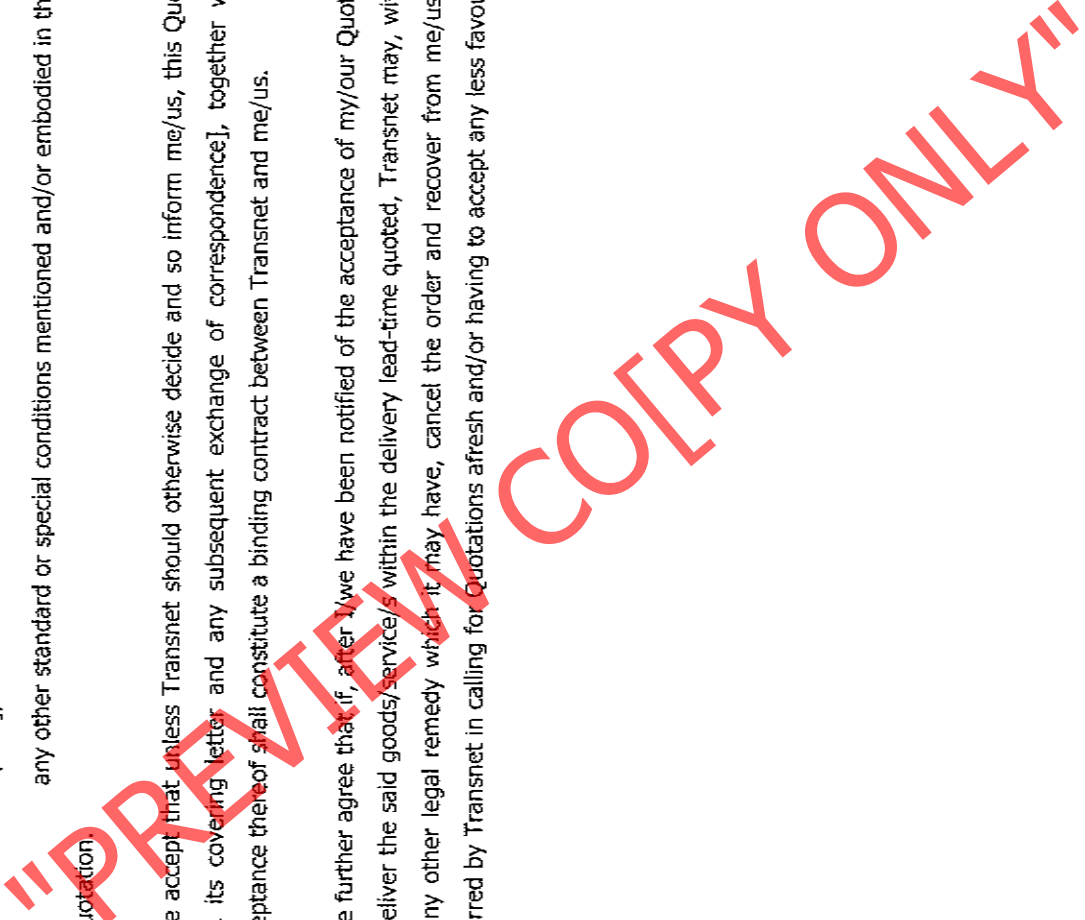 any other standard or special conditions mentioned and/or embodied in th
uotation.
e accept that unless Transnet should otherwise decide and so inform me/us, this Quo
. its covering letter and any subsequent exchange of correspondence], together w
eptance thereof shall constitute a binding contract between Transnet and me/us.
e further agree that if, after I/we have been notified of the acceptance of my/our Quot
eliver the said goods/service/s within the delivery lead-time quoted, Transnet may, wi
ny other legal remedy which it may have, cancel the order and recover from me/us
rred by Transnet in calling for Quotations afresh and/or having to accept any less favou
"PREVIEW CO[PY ONLY"